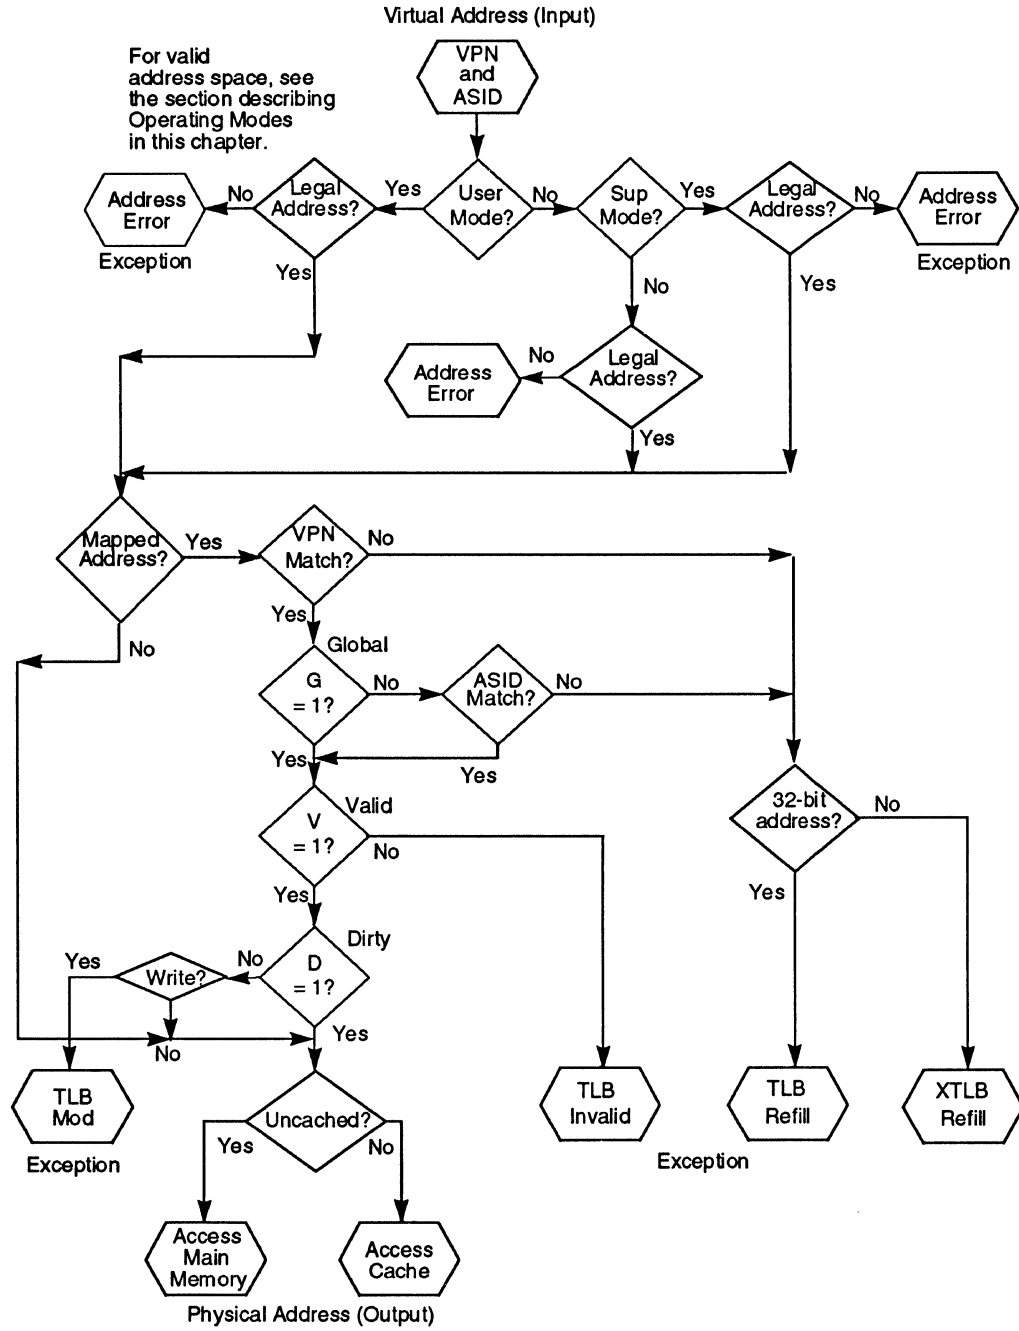 Virtual Address (Input)
For valid
address space, see
the section describing
Operating Modes
in this chapter.
VPN
and
ASID
Address
Error
Exception
No
Legal
Address?
Yes
User
Mode?
No
Sup
Mode?
Yes
Legal
Address?
No
Address
Error
Exception
Yes
No
Yes
Address
Error
No
Legal
Address?
Yes
Mapped
Address?
Yes
VPN
Match?
No
No
Yes
Global
G
= 1?
No
ASID
Match?
No
Yes
Yes
Valid
V
= 1?
No
32-bit
address?
No
Yes
Yes
Dirty
D
= 1?
No
Write?
Yes
No
Yes
TLB
Mod
Exception
Uncached?
Yes
No
TLB
Invalid
TLB
Refill
XTLB
Refill
Exception
Access
Main
Memory
Access
Cache
Physical Address (Output)